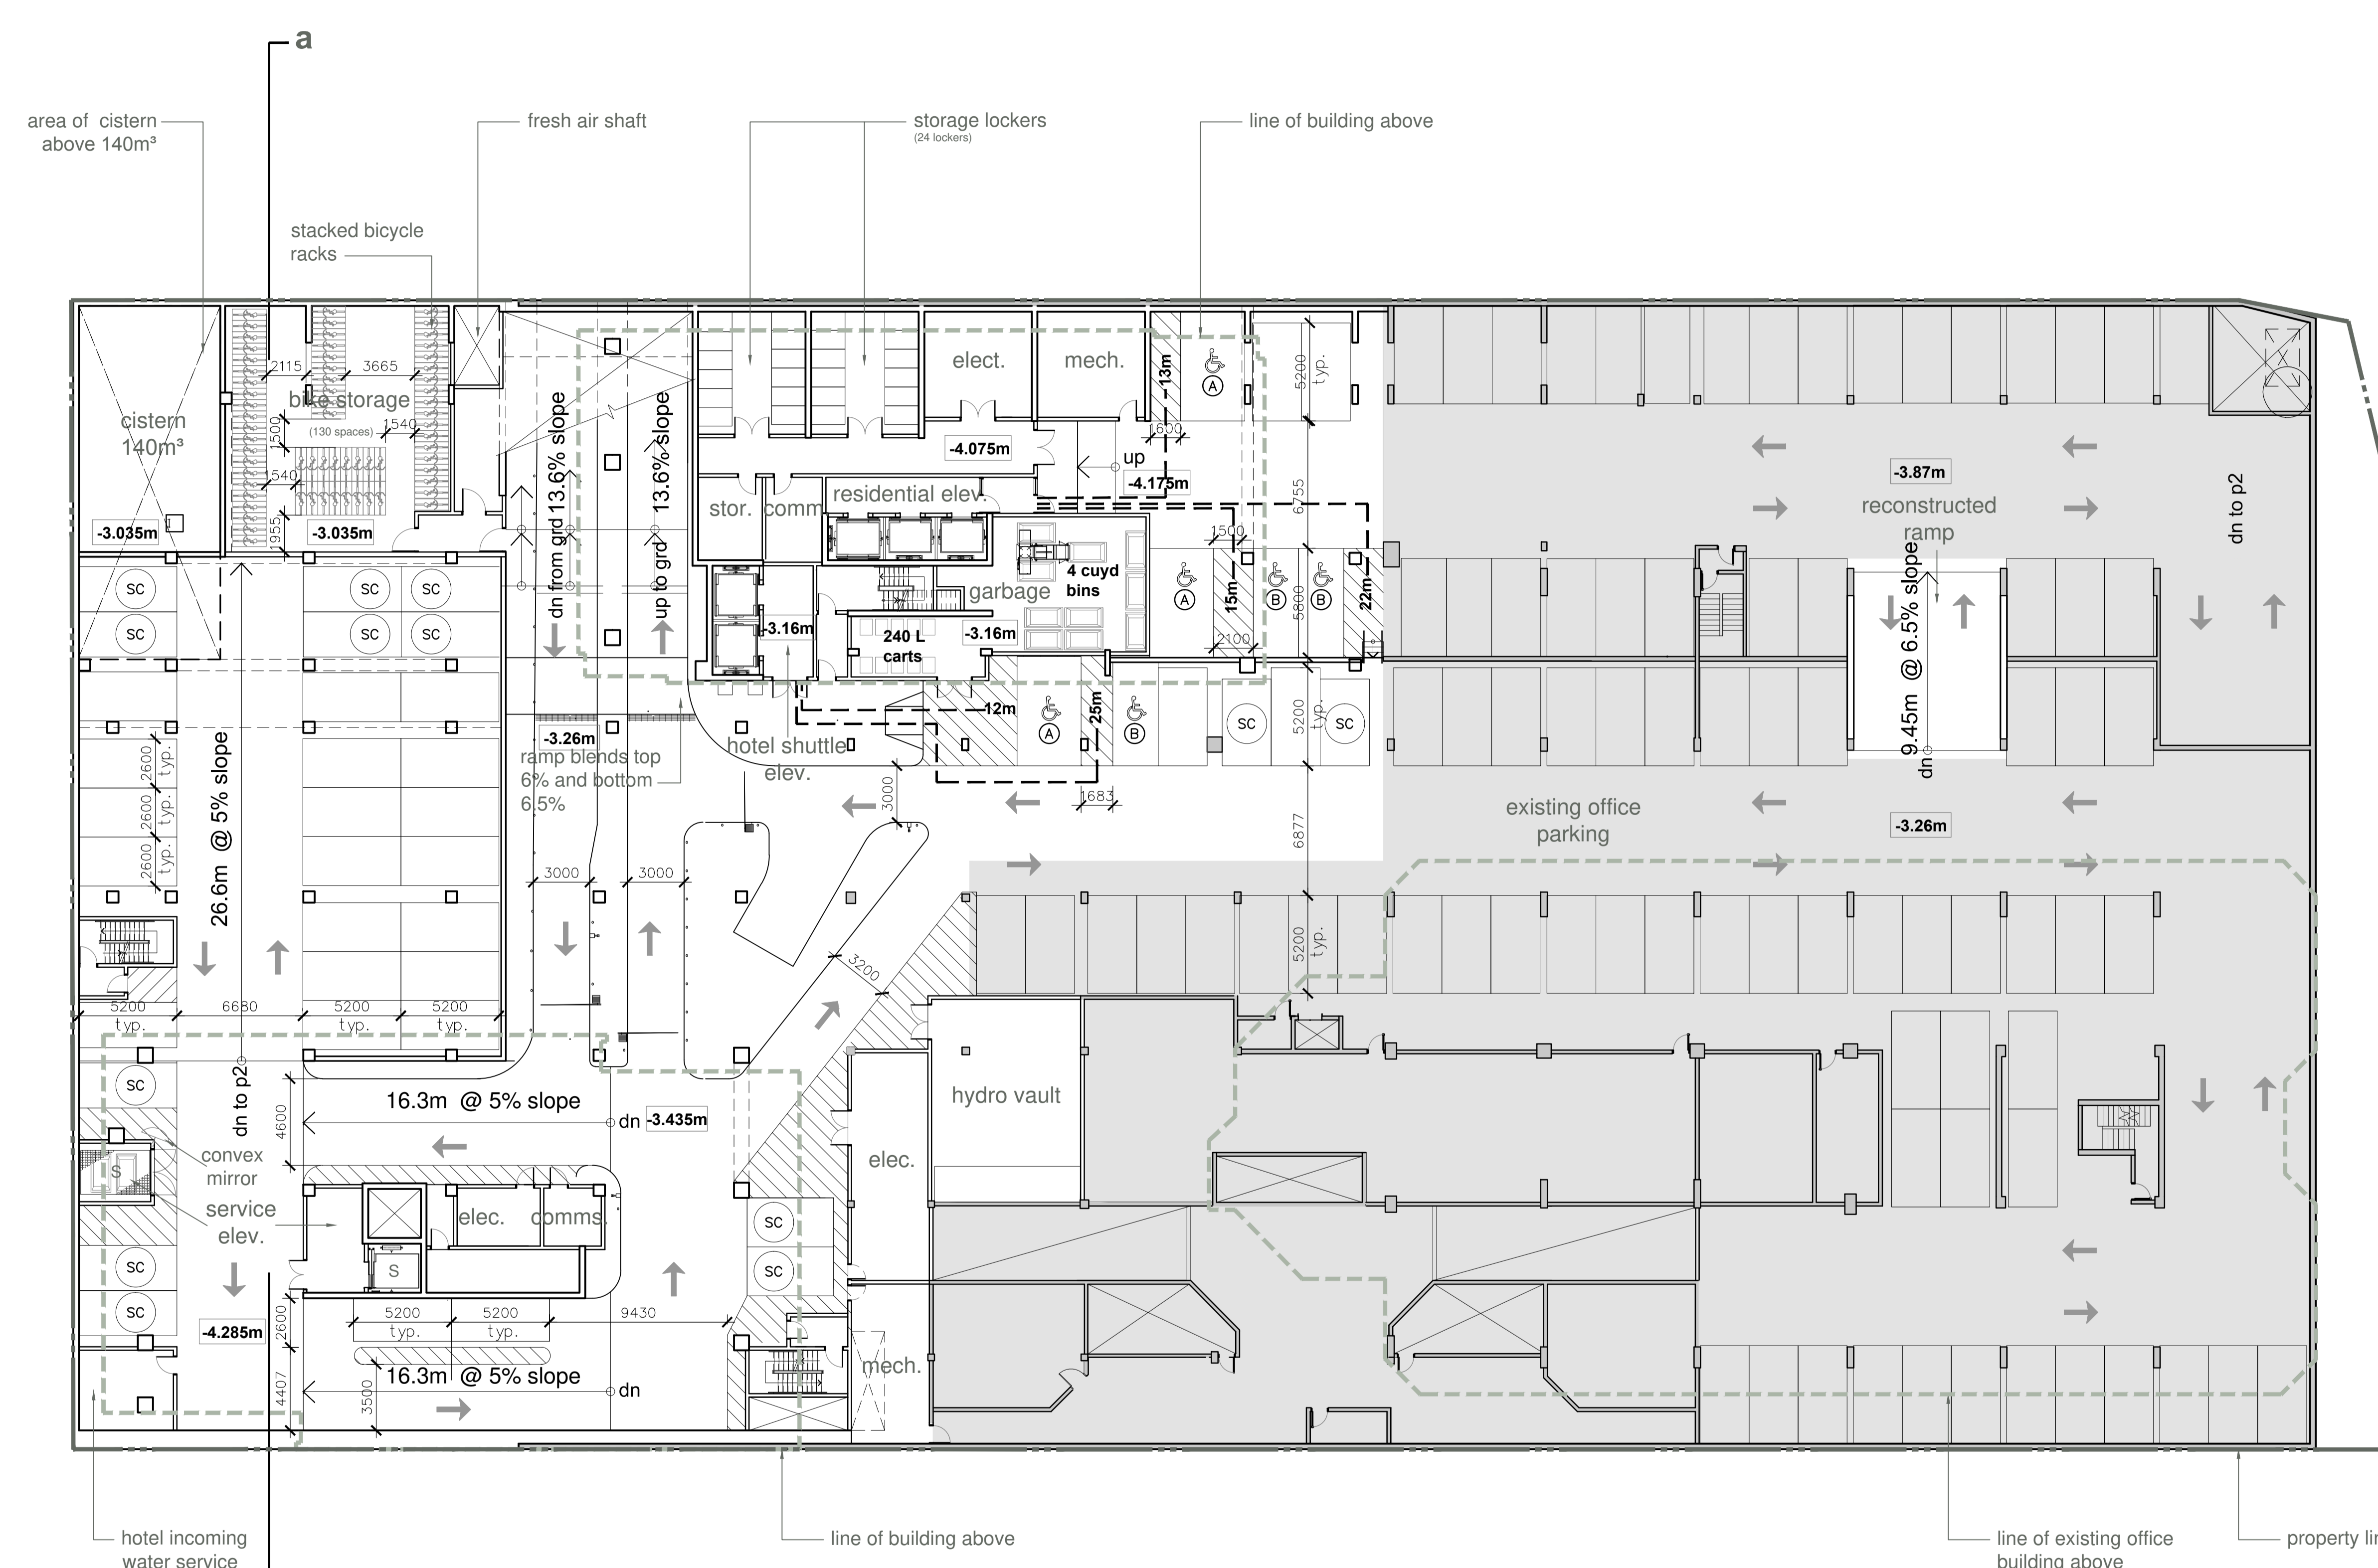 a
area of cistern
above 140m³
fresh air shaft
storage lockers
(24 lockers)
line of building above
stacked bicycle
racks
2115
3665
bike storage
(130 spaces)
1500
1540
1540
1955
cistern
140m³
-3.035m
-3.035m
dn from grd 13.6% slope
up to grd 13.6% slope
elect.
mech.
13m
A
5200
typ.
1600
-4.075m
up
-4.175m
6755
stor.
comm
residential elev.
1500
garbage
4 cuyd
bins
-3.16m
-3.16m
240 L
carts
A
15m
B
B
5800
22m
2100
-3.87m
reconstructed
ramp
dn to p2
9.45m @ 6.5% slope
dn
SC
SC
SC
SC
SC
SC
26.6m @ 5% slope
2600
typ.
2600
typ.
2600
typ.
-3.26m
ramp blends top
6% and bottom
6.5%
hotel shuttle
elev.
12m
A
25m
B
SC
SC
5200
typ.
3000
1683
6877
existing office
parking
-3.26m
3000
3000
3200
5200
typ.
5200
typ.
6680
5200
typ.
5200
typ.
SC
dn to p2
4600
16.3m @ 5% slope
dn
-3.435m
hydro vault
elec.
convex
mirror
S
service
elev.
elec.
comms.
S
SC
SC
SC
SC
-4.285m
2600
5200
typ.
5200
typ.
9430
4407
3500
16.3m @ 5% slope
dn
mech.
hotel incoming
water service
line of building above
line of existing office
building above
property